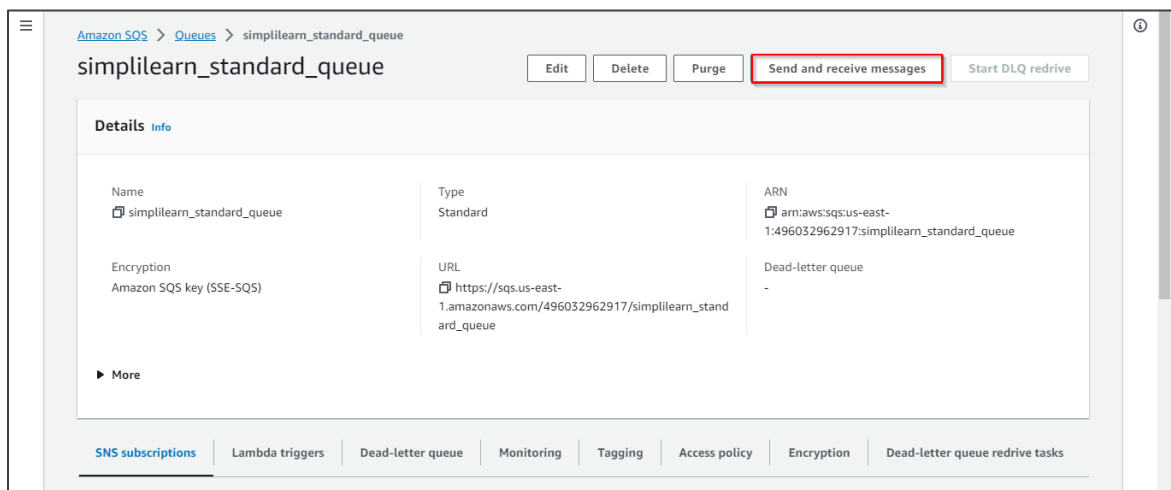 Amazon SQS > Queues > simplilearn_standard_queue
simplilearn_standard_queue
Edit
Delete
Purge
Send and receive messages
Start DLQ redrive
Details Info
Name
simplilearn_standard_queue
Type
Standard
ARN
arn:aws:sqs:us-east-
1:496032962917:simplilearn_standard_queue
Encryption
Amazon SQS key (SSE-SQS)
URL
https://sqs.us-east-
1.amazonaws.com/496032962917/simplilearn_stand
ard_queue
Dead-letter queue
-
More
SNS subscriptions
Lambda triggers
Dead-letter queue
Monitoring
Tagging
Access policy
Encryption
Dead-letter queue redrive tasks